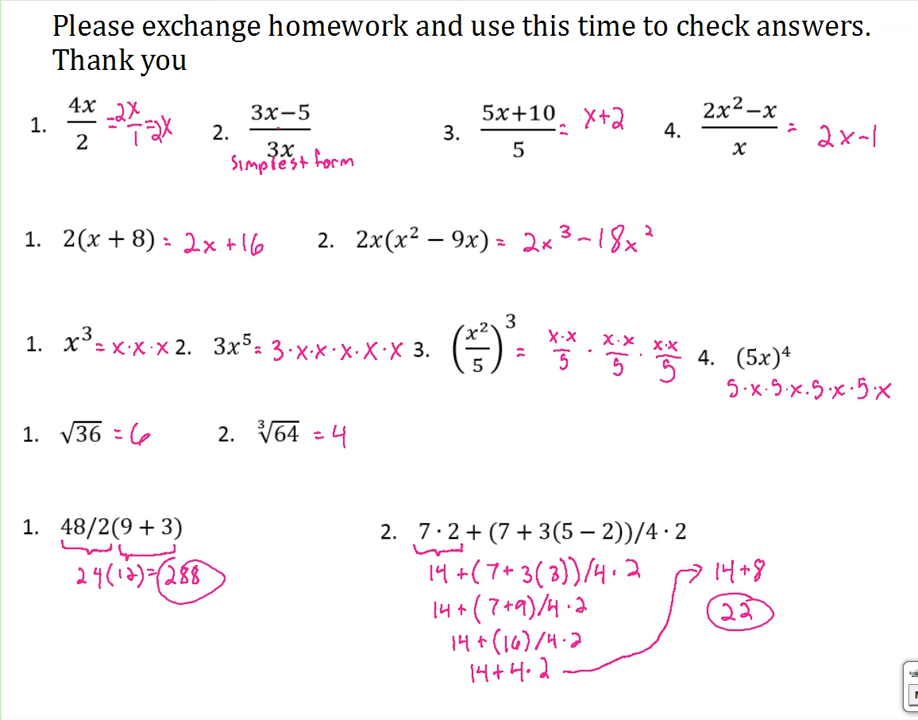 Please exchange homework and use this time to check answers.
Thank you
1. 4x/2 = 2x/1 = 2x 2. (3x−5)/3x 3. (5x+10)/5 = x+2 4. (2x²−x)/x = 2x−1
Simplest form
1. 2(x + 8) = 2x + 16 2. 2x(x² − 9x) = 2x³ − 18x²
1. x³ = x·x·x 2. 3x⁵ = 3·x·x·x·x·x 3. (x²/5)³ = x·x/5 · x·x/5 · x·x/5 4. (5x)⁴
5·x·5·x·5·x·5·x
1. √36 = 6 2. ∛64 = 4
1. 48/2(9 + 3) 2. 7 · 2 + (7 + 3(5 − 2))/4 · 2
24(12) = 288 14 + (7 + 3(3))/4 · 2 14 + 8
14 + (7+9)/4 · 2 22
14 + (16)/4 · 2
14 + 4 · 2